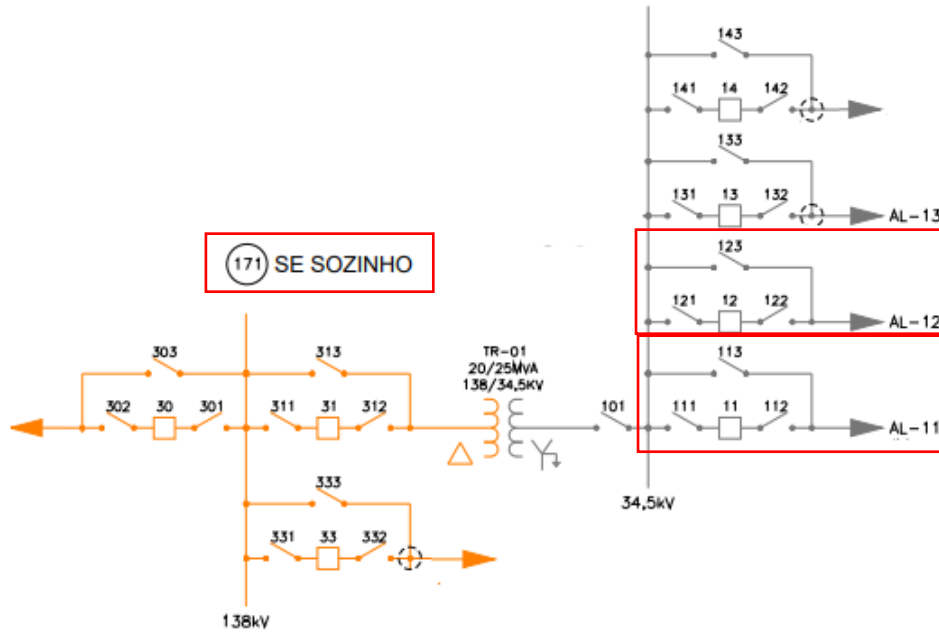 143
141 14 142
133
131 13 132
AL-13
171 SE SOZINHO
123
121 12 122
AL-12
303
313
TR-01
20/25MVA
138/34,5KV
113
302 30 301
311 31 312
101
111 11 112
AL-11
333
34,5kV
331 33 332
138kV